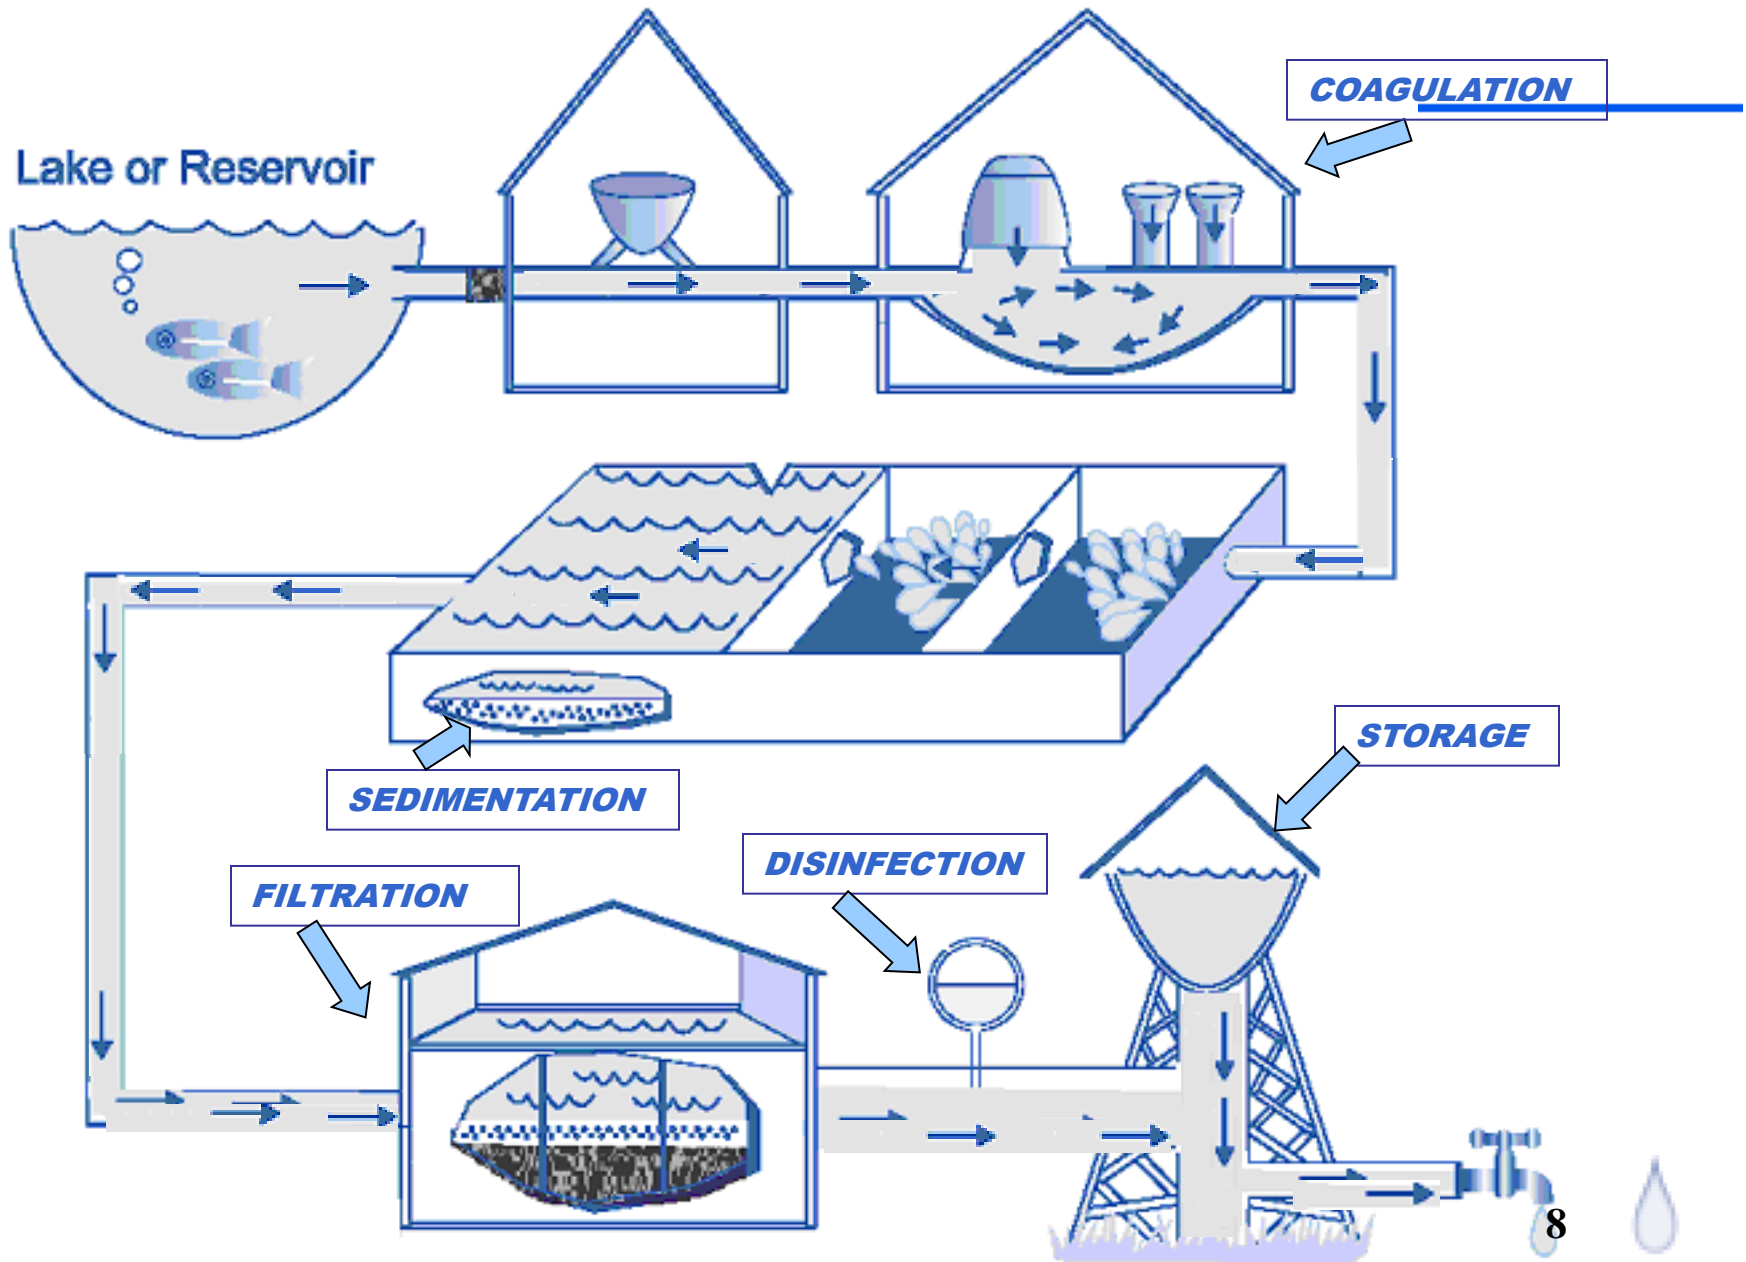 COAGULATION
Lake or Reservoir
STORAGE
SEDIMENTATION
DISINFECTION
FILTRATION
8